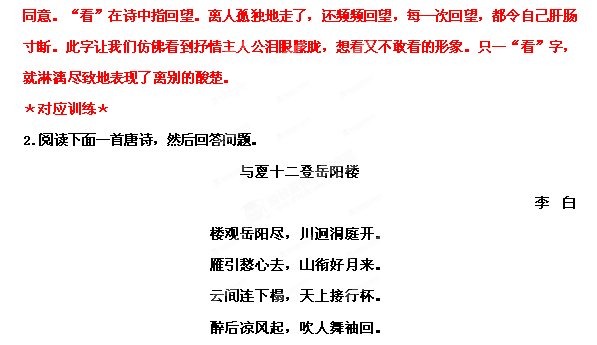 同意。“看”在诗中指回望。离人孤独地走了，还频频回望，每一次回望，都令自己肝肠
寸断。此字让我们仿佛看到抒情主人公泪眼朦胧，想看又不敢看的形象。只一“看”字，
就淋漓尽致地表现了离别的酸楚。
＊对应训练＊
2.阅读下面一首唐诗，然后回答问题。
与夏十二登岳阳楼
李 白
楼观岳阳尽，川迥洞庭开。
雁引愁心去，山衔好月来。
云间连下榻，天上接行杯。
醉后凉风起，吹人舞袖回。